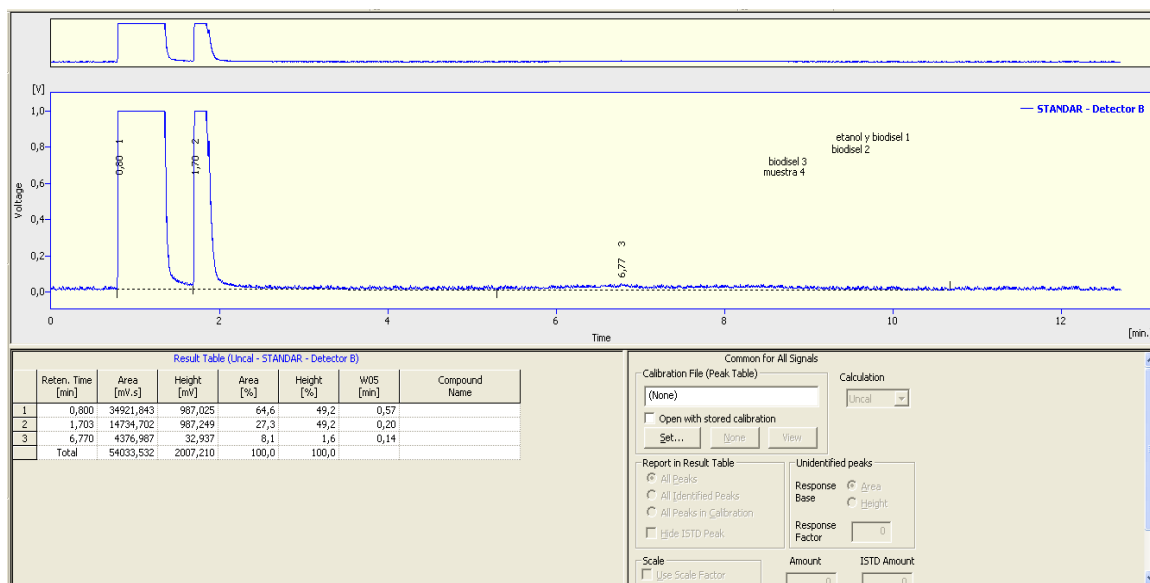 [V]
1,0
0,8
0,6
0,4
0,2
0,0
Voltage
STANDAR - Detector B
etanol y biodisel 1
biodisel 2
biodisel 3
muestra 4
0,80 1
1,70 2
6,77 3
0 2 4 6 8 10 12
Time
[min.
Result Table (Uncal - STANDAR - Detector B)
Reten. Time [min] Area [mV.s] Height [mV] Area [%] Height [%] W05 [min] Compound Name
1 0,800 34921,843 987,025 64,6 49,2 0,57
2 1,703 14734,702 987,249 27,3 49,2 0,20
3 6,770 4376,987 32,937 8,1 1,6 0,14
Total 54033,532 2007,210 100,0 100,0
Common for All Signals
Calibration File (Peak Table)
(None)
Open with stored calibration
Set... None View
Calculation
Uncal
Report in Result Table
All Peaks
All Identified Peaks
All Peaks in Calibration
Hide ISTD Peak
Unidentified peaks
Response Base
Area
Height
Response Factor
0
Scale
Use Scale Factor
Amount
0
ISTD Amount
0